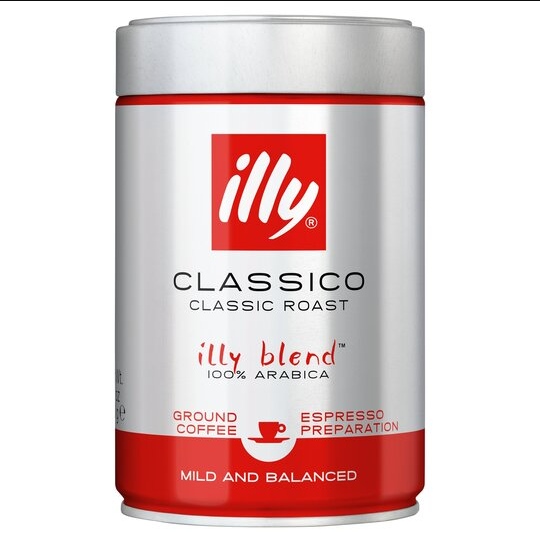 illy®
CLASSICO
CLASSIC ROAST
illy blend™
100% ARABICA
GROUND COFFEE
ESPRESSO PREPARATION
MILD AND BALANCED